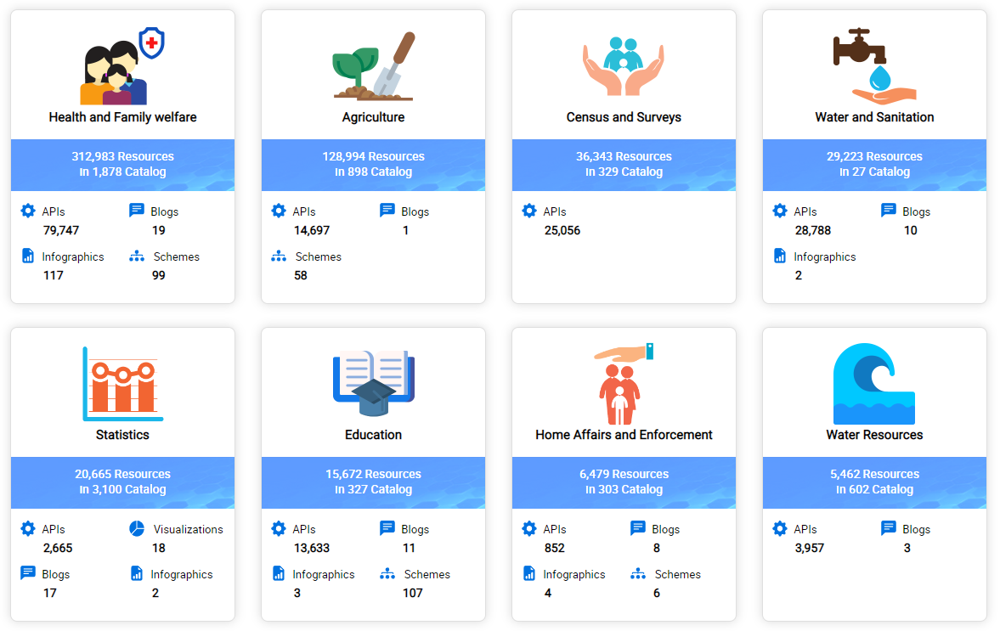 Health and Family welfare
312,983 Resources
In 1,878 Catalog
APIs
79,747
Blogs
19
Infographics
117
Schemes
99
Agriculture
128,994 Resources
In 898 Catalog
APIs
14,697
Blogs
1
Schemes
58
Census and Surveys
36,343 Resources
In 329 Catalog
APIs
25,056
Water and Sanitation
29,223 Resources
In 27 Catalog
APIs
28,788
Blogs
10
Infographics
2
Statistics
20,665 Resources
In 3,100 Catalog
APIs
2,665
Visualizations
18
Blogs
17
Infographics
2
Education
15,672 Resources
In 327 Catalog
APIs
13,633
Blogs
11
Infographics
3
Schemes
107
Home Affairs and Enforcement
6,479 Resources
In 303 Catalog
APIs
852
Blogs
8
Infographics
4
Schemes
6
Water Resources
5,462 Resources
In 602 Catalog
APIs
3,957
Blogs
3